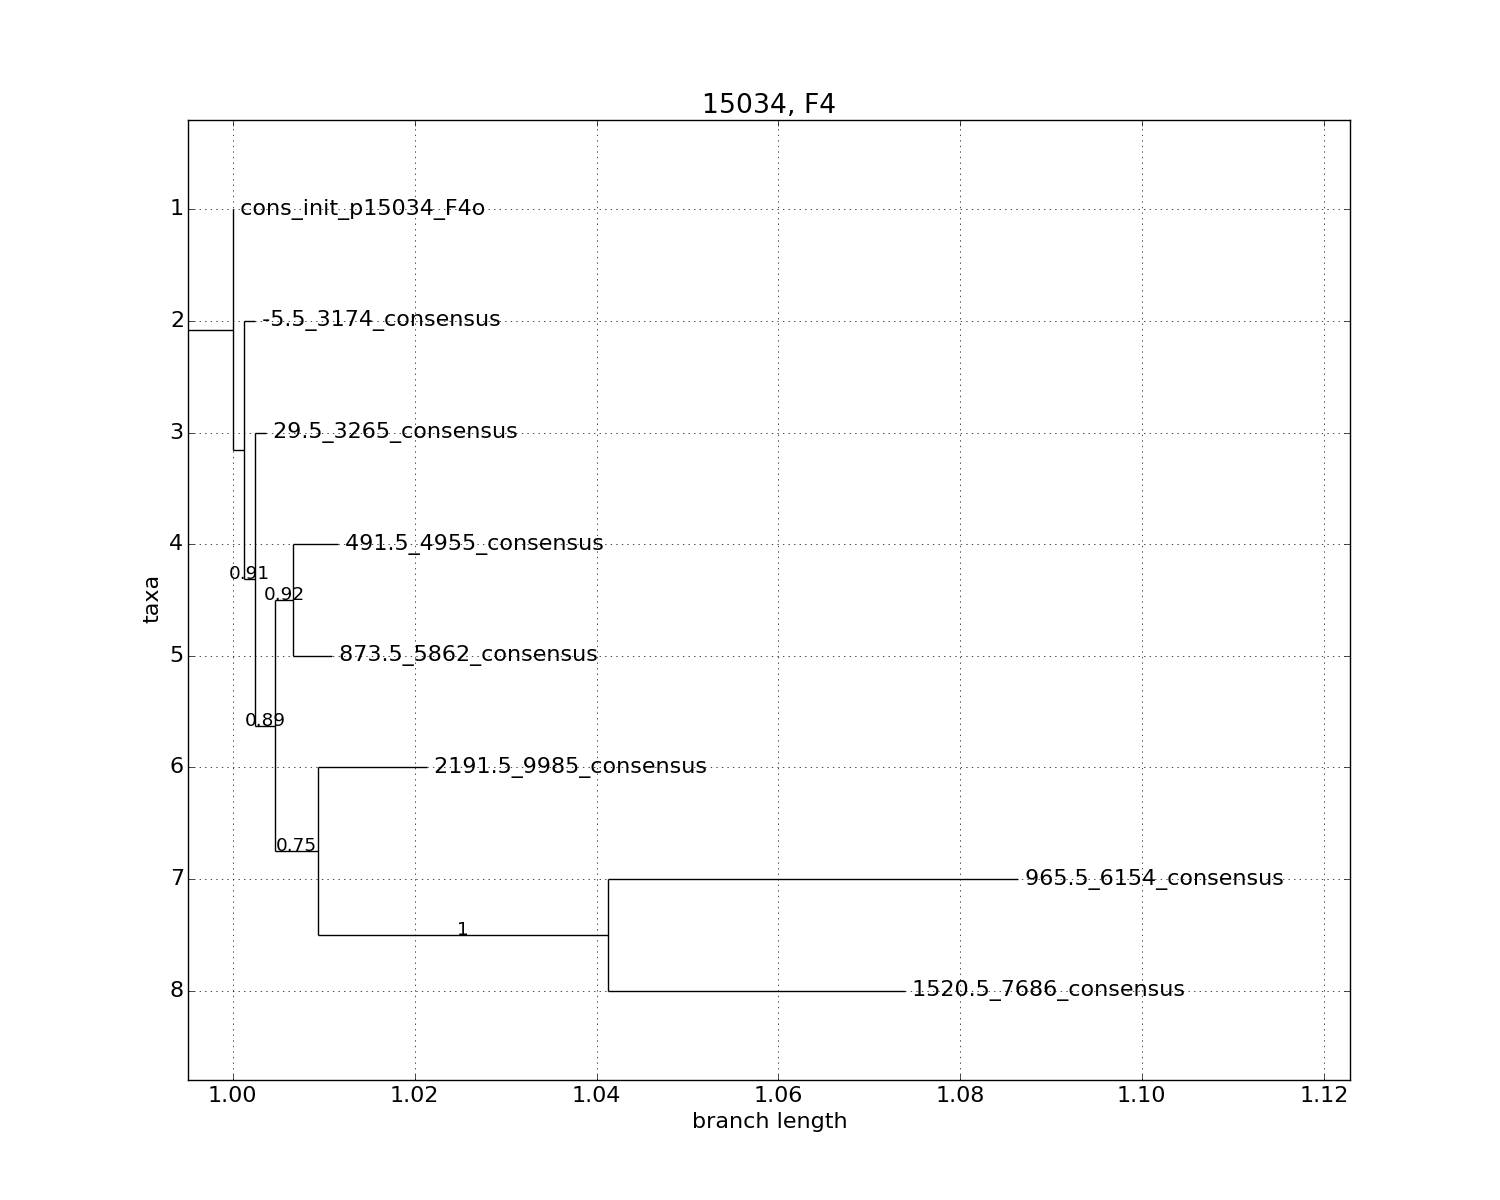 15034, F4
1
cons_init_p15034_F4o
2
-5.5_3174_consensus
3
29.5_3265_consensus
4
491.5_4955_consensus
0.91
0.92
taxa
5
873.5_5862_consensus
0.89
6
2191.5_9985_consensus
0.75
7
965.5_6154_consensus
1
8
1520.5_7686_consensus
1.00 1.02 1.04 1.06 1.08 1.10 1.12
branch length